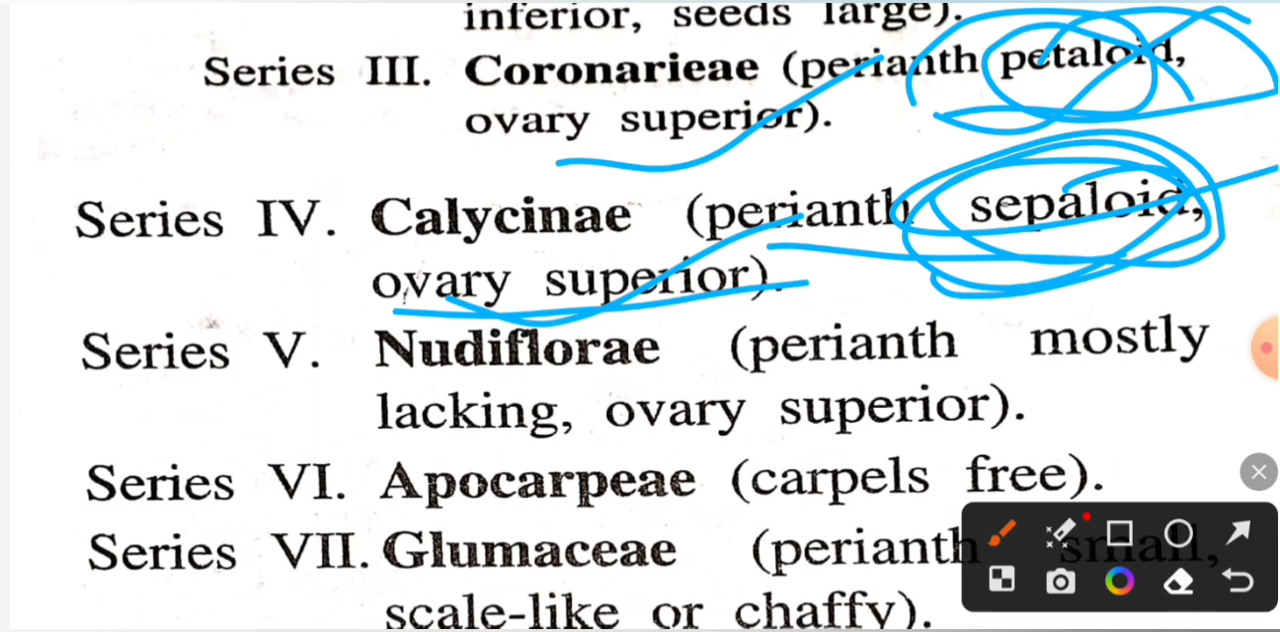 inferior, seeds large).
Series III. Coronarieae (perianth petaloid,
ovary superior).
Series IV. Calycinae (perianth sepaloid,
ovary superior).
Series V. Nudiflorae (perianth mostly
lacking, ovary superior).
Series VI. Apocarpeae (carpels free).
Series VII. Glumaceae (perianth small,
scale-like or chaffy).